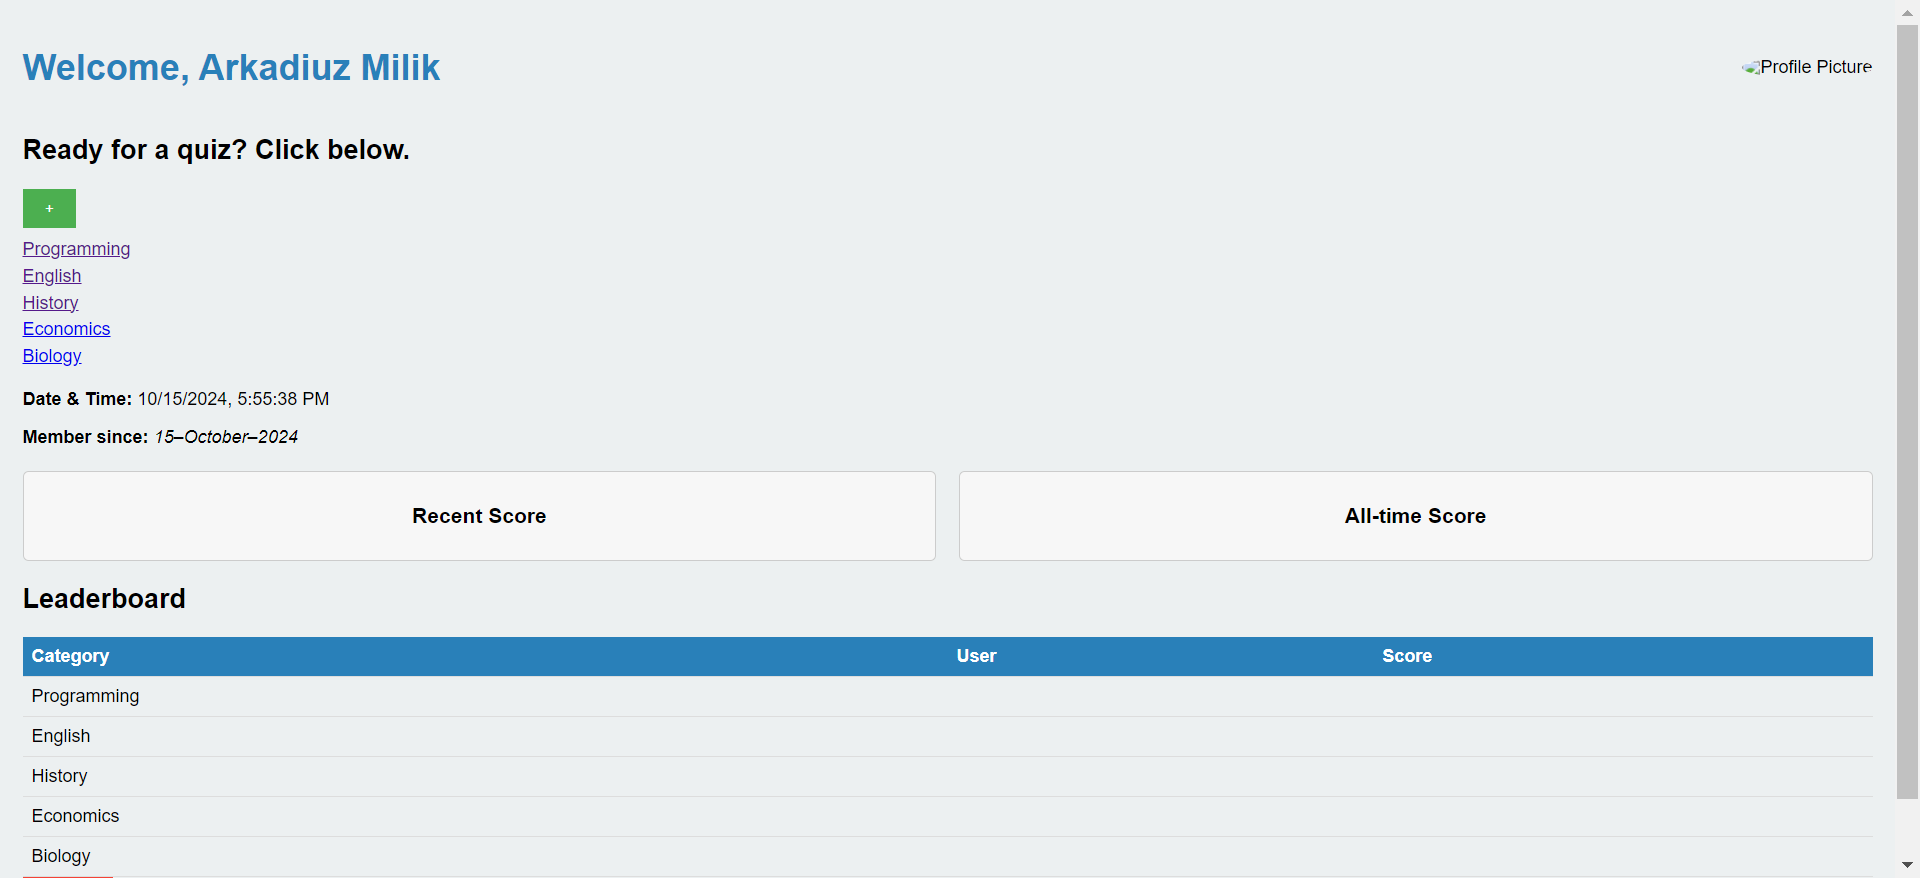 Welcome, Arkadiuz Milik
Profile Picture
Ready for a quiz? Click below.
+
Programming
English
History
Economics
Biology
Date & Time: 10/15/2024, 5:55:38 PM
Member since: 15–October–2024
Recent Score
All-time Score
Leaderboard
Category User Score
Programming
English
History
Economics
Biology